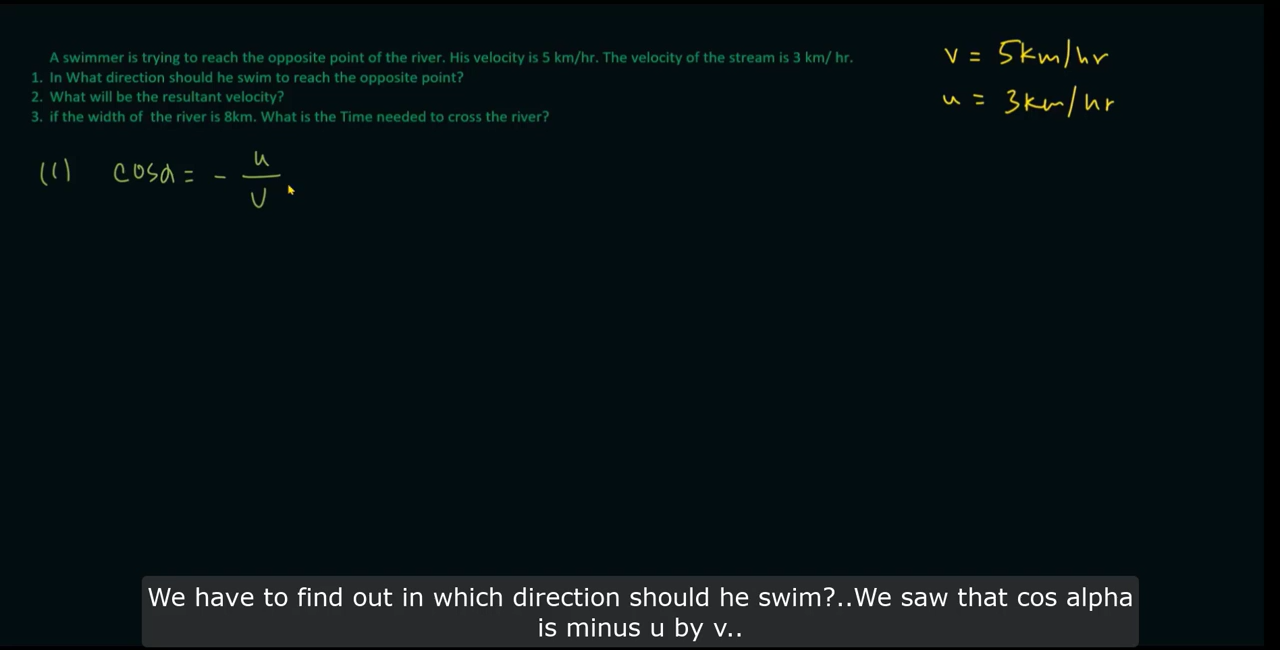 A swimmer is trying to reach the opposite point of the river. His velocity is 5 km/hr. The velocity of the stream is 3 km/ hr.
1. In What direction should he swim to reach the opposite point?
2. What will be the resultant velocity?
3. if the width of the river is 8km. What is the Time needed to cross the river?
v = 5km/hr
u = 3km/hr
(1) cosα = - u/v
We have to find out in which direction should he swim?..We saw that cos alpha
is minus u by v..